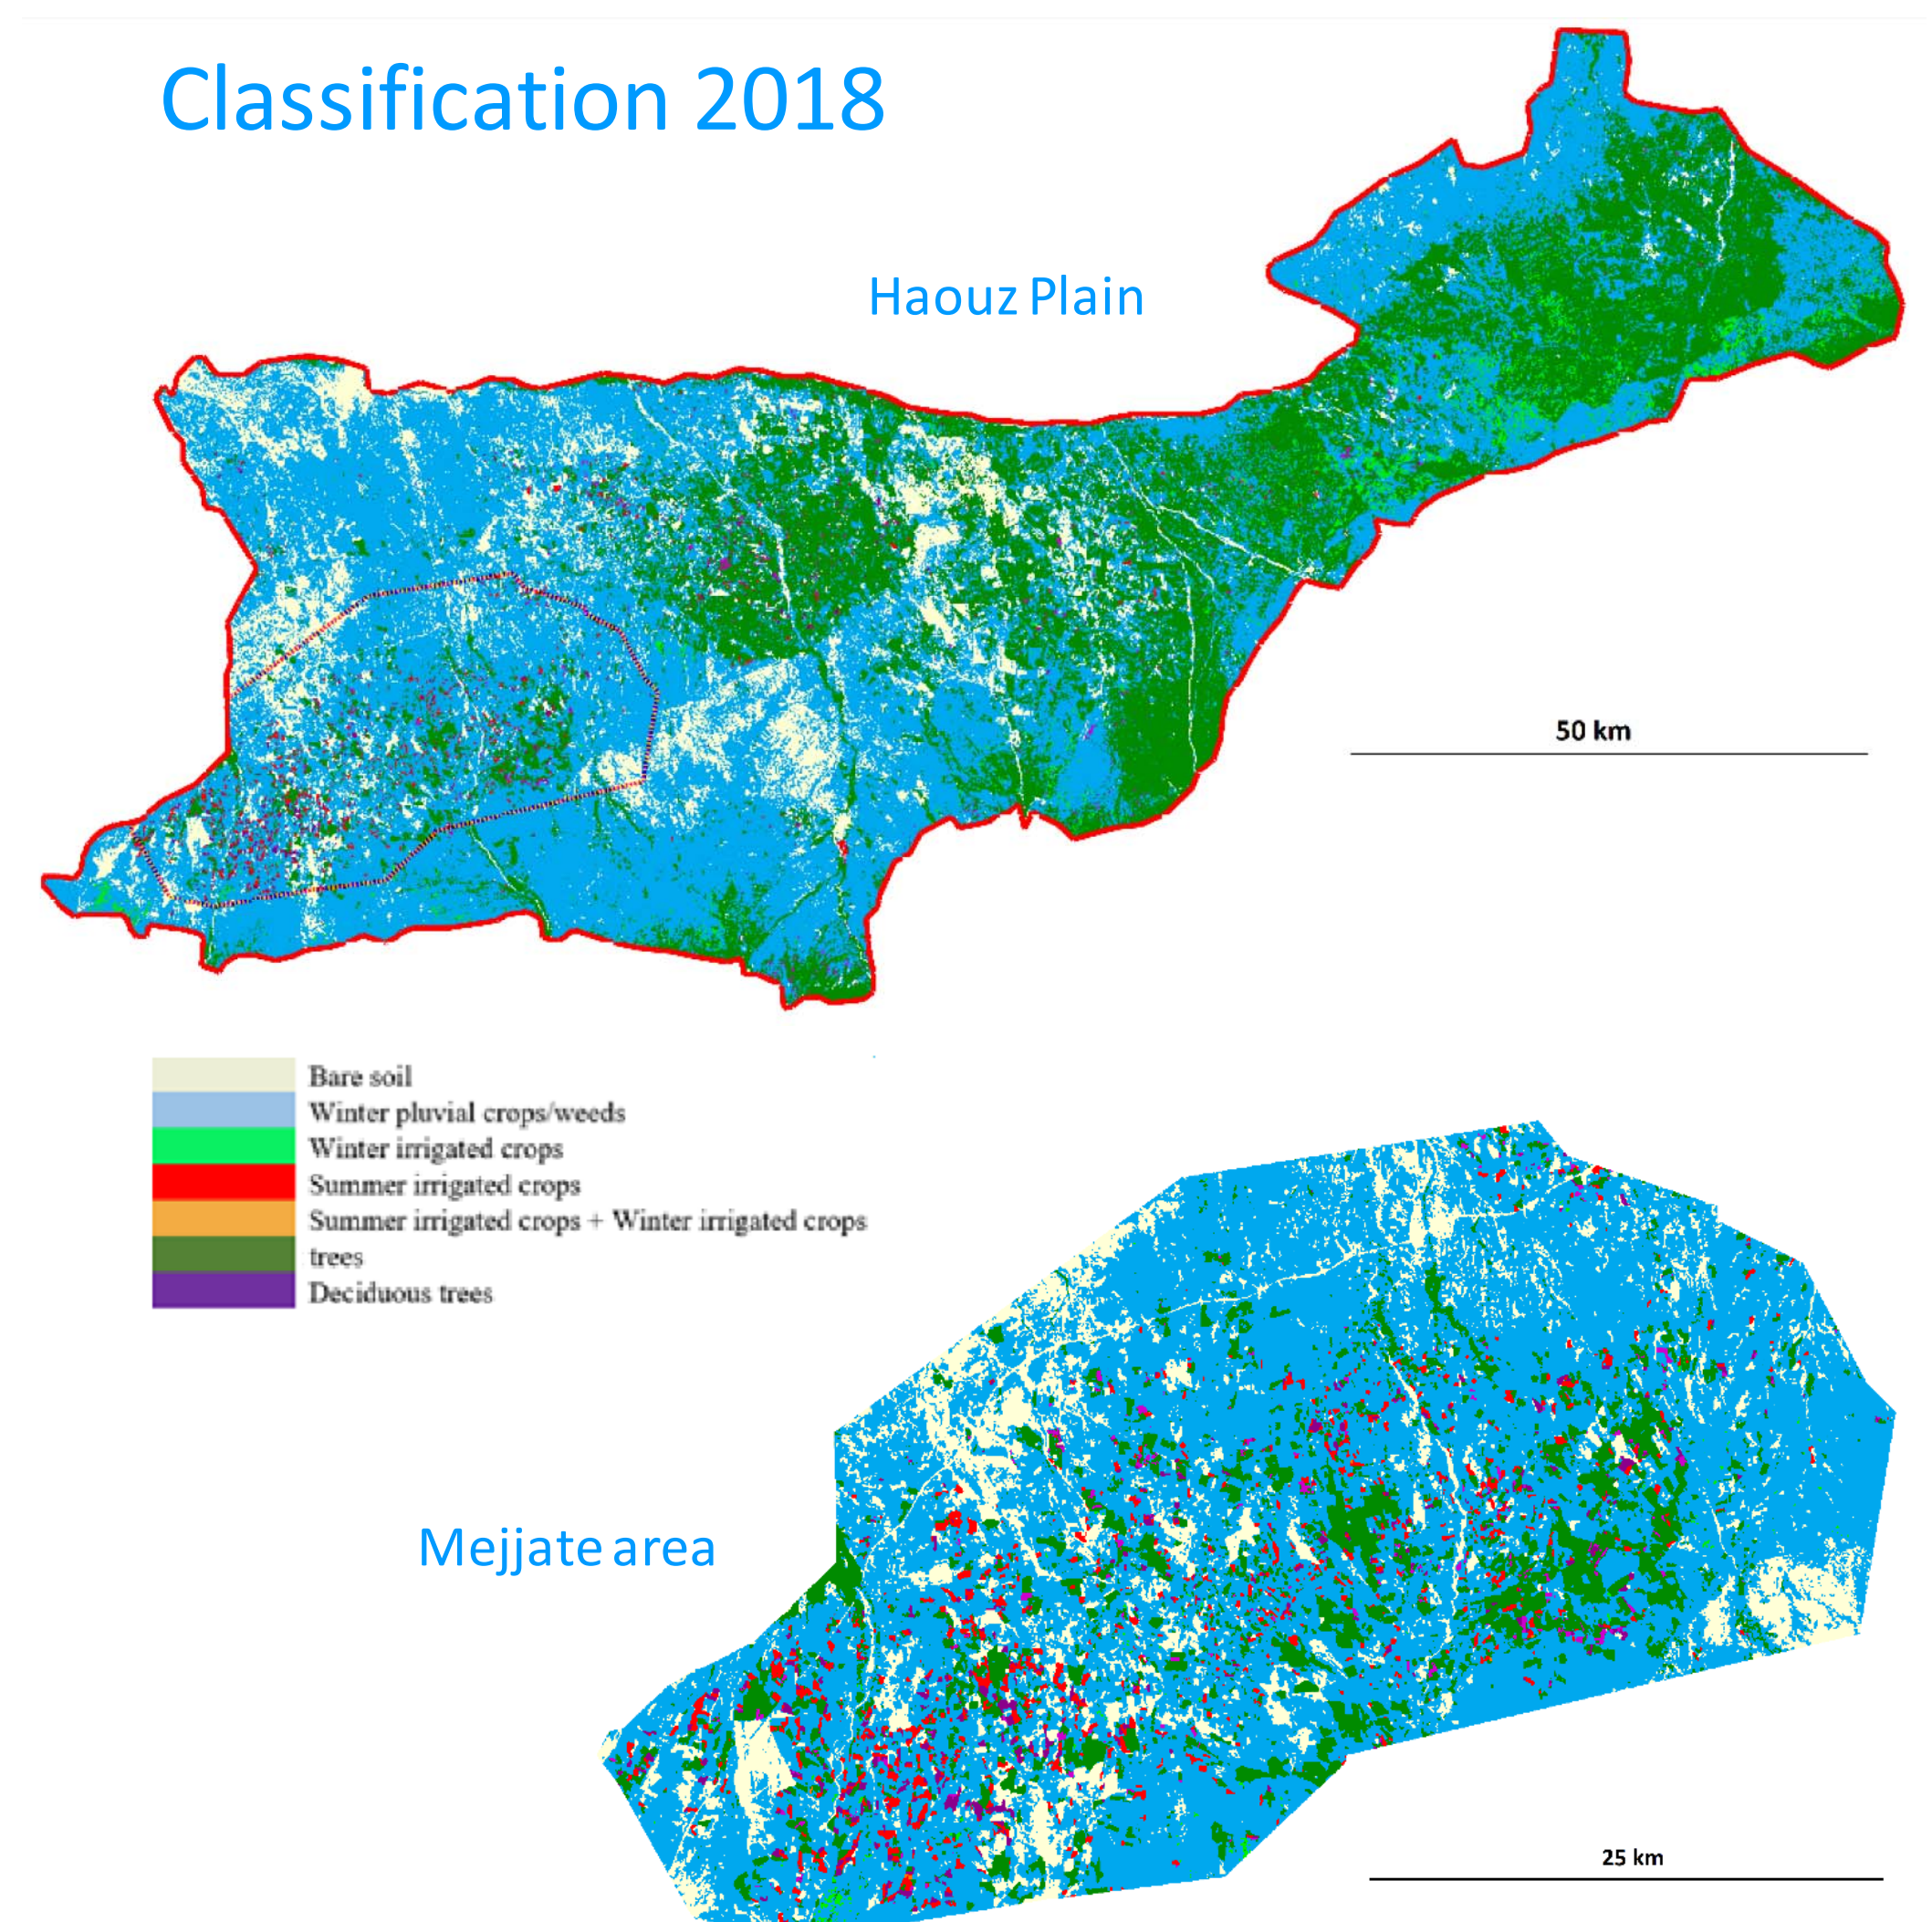 Classification 2018
Haouz Plain
50 km
Bare soil
Winter pluvial crops/weeds
Winter irrigated crops
Summer irrigated crops
Summer irrigated crops + Winter irrigated crops
trees
Deciduous trees
Mejjate area
25 km